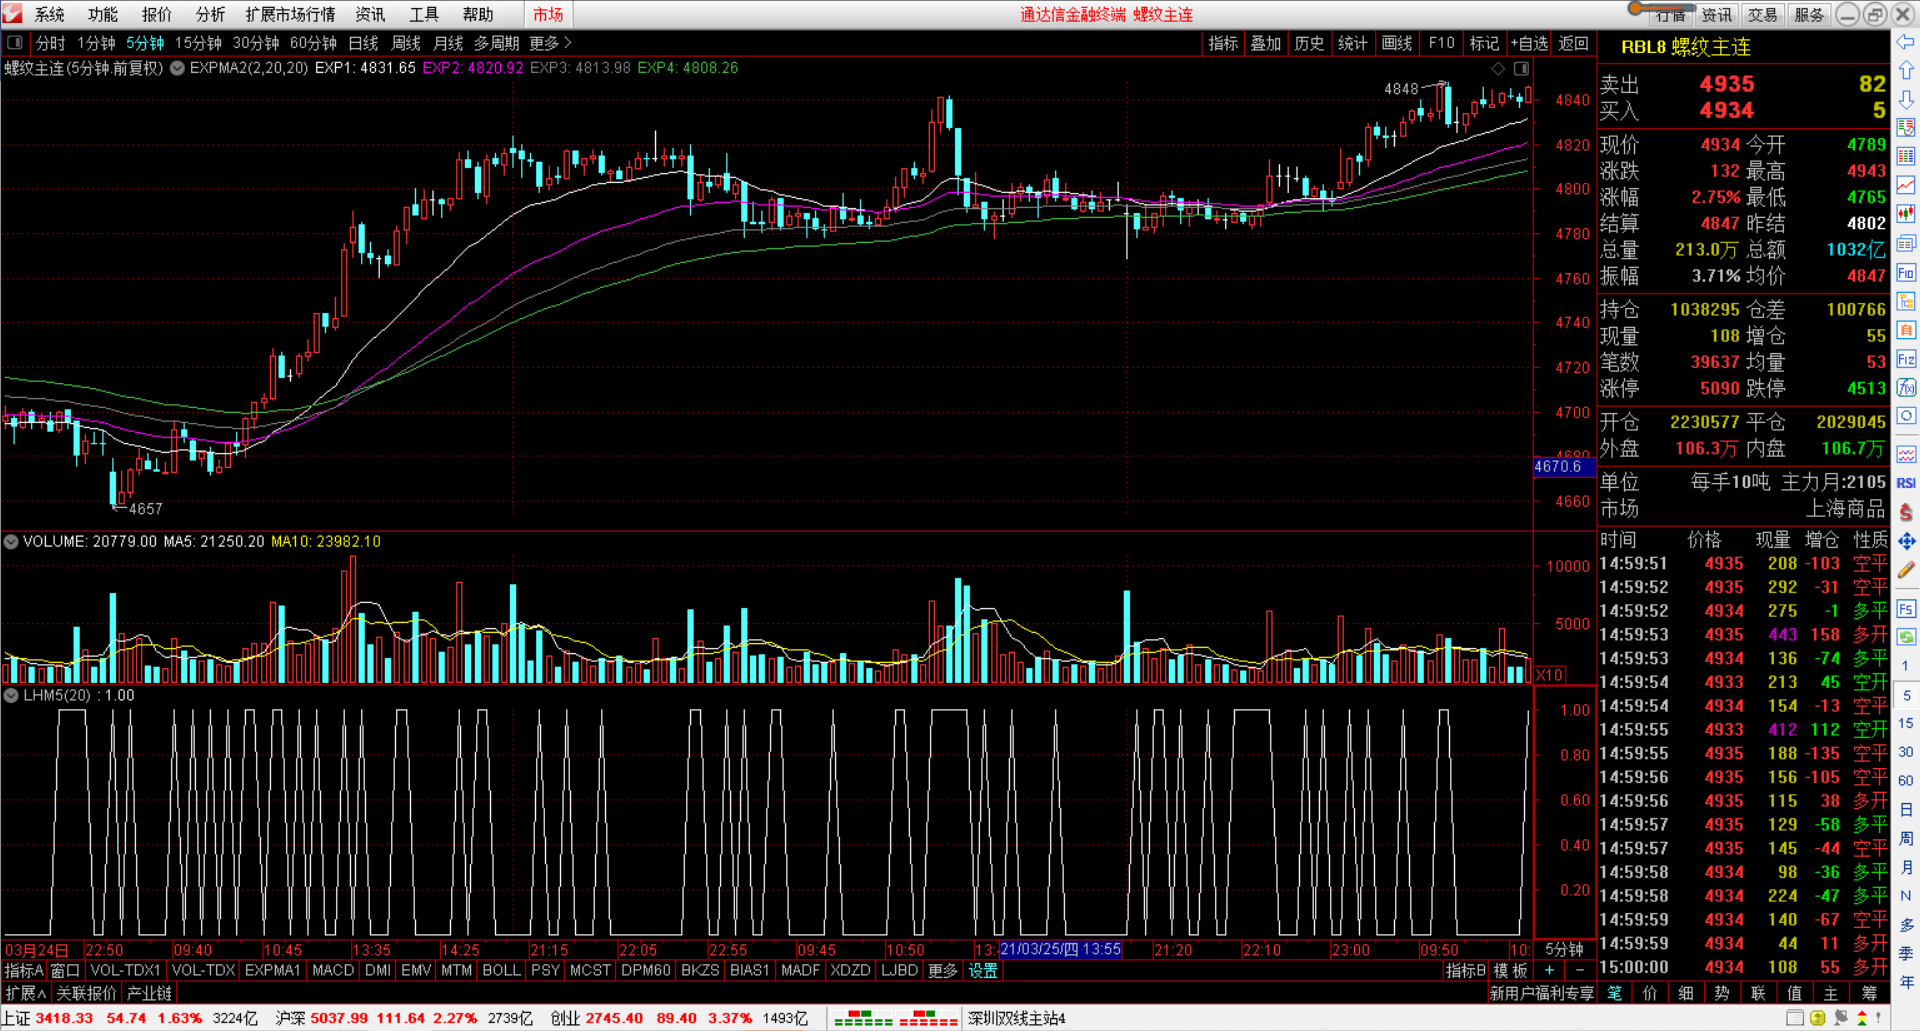 系统 功能 报价 分析 扩展市场行情 资讯 工具 帮助 市场 通达信金融终端 螺纹主连 行情 资讯 交易 服务
分时 1分钟 5分钟 15分钟 30分钟 60分钟 日线 周线 月线 多周期 更多 指标 叠加 历史 统计 画线 F10 标记 +自选 返回
RBL8 螺纹主连
螺纹主连(5分钟.前复权) EXPMA2(2,20,20) EXP1: 4831.65 EXP2: 4820.92 EXP3: 4813.98 EXP4: 4808.26
4848
4657
4840
4820
4800
4780
4760
4740
4720
4700
4680
4670.6
4660
VOLUME: 20779.00 MA5: 21250.20 MA10: 23982.10
10000
5000
X10
LHM5(20) : 1.00
1.00
0.80
0.60
0.40
0.20
03月24日 22:50 09:40 10:45 13:35 14:25 21:15 22:05 22:55 09:45 10:50 13: 21/03/25/四 13:55 21:20 22:10 23:00 09:50 10: 5分钟
指标A 窗口 VOL-TDX1 VOL-TDX EXPMA1 MACD DMI EMV MTM BOLL PSY MCST DPM60 BKZS BIAS1 MADF XDZD LJBD 更多 设置 指标B 模板 + -
扩展∧ 关联报价 产业链 新用户福利专享
卖出 4935 82
买入 4934 5
现价 4934 今开 4789
涨跌 132 最高 4943
涨幅 2.75% 最低 4765
结算 4847 昨结 4802
总量 213.0万 总额 1032亿
振幅 3.71% 均价 4847
持仓 1038295 仓差 100766
现量 108 增仓 55
笔数 39637 均量 53
涨停 5090 跌停 4513
开仓 2230577 平仓 2029045
外盘 106.3万 内盘 106.7万
单位 每手10吨 主力月:2105
市场 上海商品
时间 价格 现量 增仓 性质
14:59:51 4935 208 -103 空平
14:59:52 4935 292 -31 空平
14:59:52 4934 275 -1 多平
14:59:53 4935 443 158 多开
14:59:53 4934 136 -74 多平
14:59:54 4933 213 45 空开
14:59:54 4934 154 -13 空平
14:59:55 4933 412 112 空开
14:59:55 4935 188 -135 空平
14:59:56 4935 156 -105 空平
14:59:56 4935 115 38 多开
14:59:57 4935 129 -58 多平
14:59:57 4935 145 -44 空平
14:59:58 4934 98 -36 多平
14:59:58 4934 224 -47 多平
14:59:59 4934 140 -67 空平
14:59:59 4934 44 11 多开
15:00:00 4934 108 55 多开
笔 价 细 势 联 值 主 筹
F10
自
F12
f(x)
RSI
F5
1
5
15
30
60
日
周
月
N
多
季
年
上证 3418.33 54.74 1.63% 3224亿 沪深 5037.99 111.64 2.27% 2739亿 创业 2745.40 89.40 3.37% 1493亿 深圳双线主站4